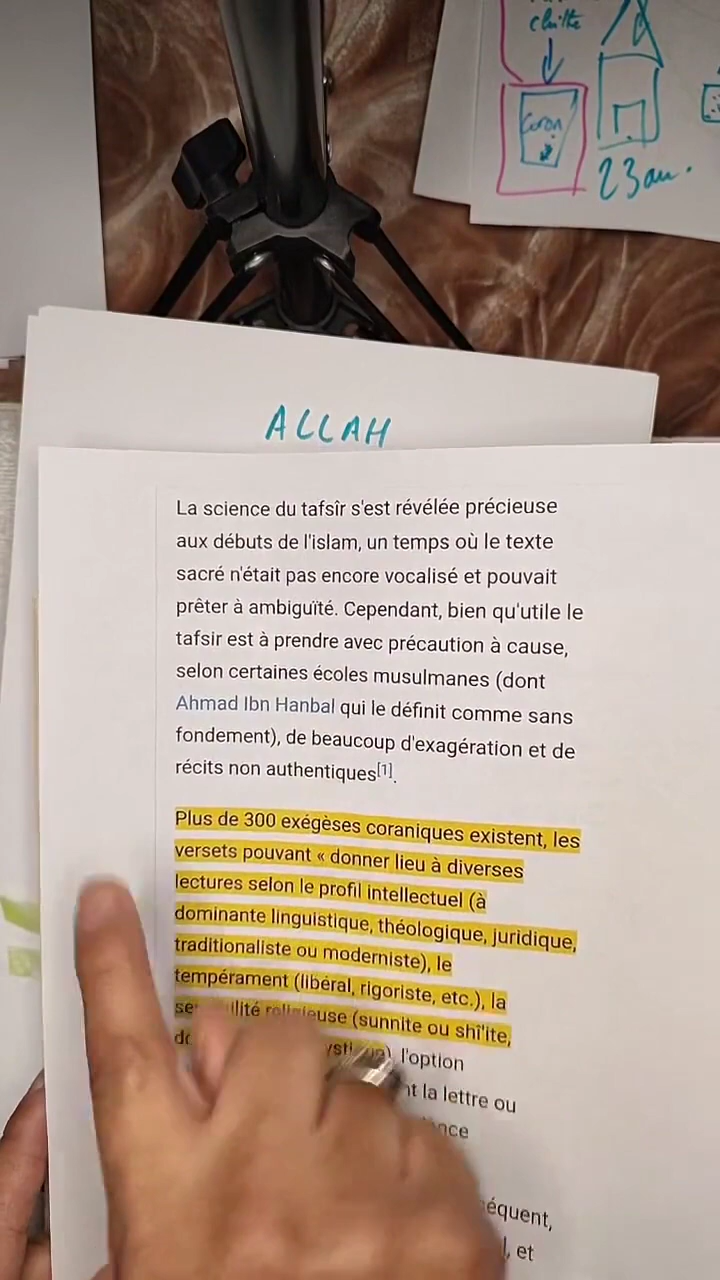 chiite
Coran
23 an.
ALLAH
La science du tafsîr s'est révélée précieuse
aux débuts de l'islam, un temps où le texte
sacré n'était pas encore vocalisé et pouvait
prêter à ambiguïté. Cependant, bien qu'utile le
tafsir est à prendre avec précaution à cause,
selon certaines écoles musulmanes (dont
Ahmad Ibn Hanbal qui le définit comme sans
fondement), de beaucoup d'exagération et de
récits non authentiques[1].
Plus de 300 exégèses coraniques existent, les
versets pouvant « donner lieu à diverses
lectures selon le profil intellectuel (à
dominante linguistique, théologique, juridique,
traditionaliste ou moderniste), le
tempérament (libéral, rigoriste, etc.), la
religieuse (sunnite ou shî'ite,
l'option
la lettre ou
et